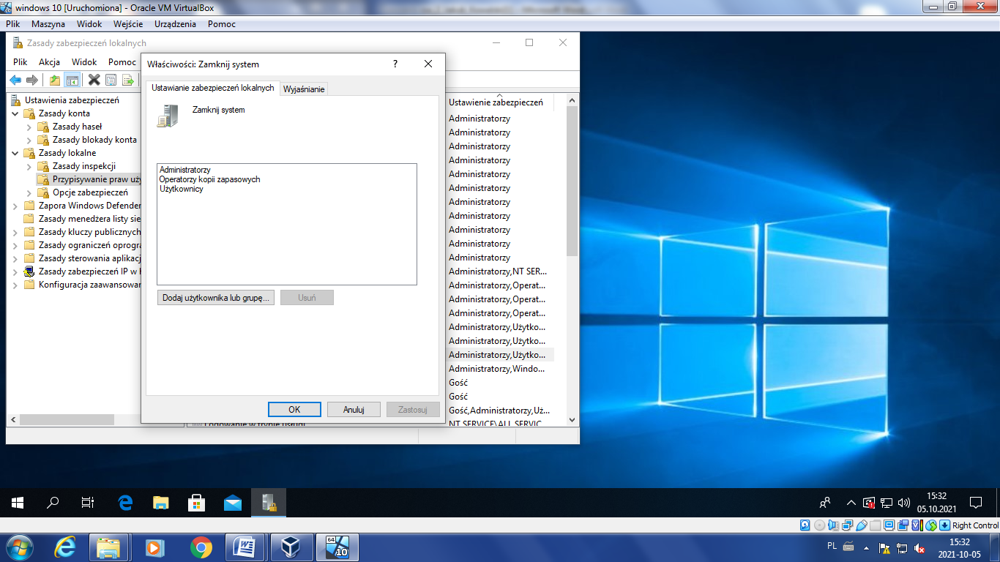 windows 10 [Uruchomiona] - Oracle VM VirtualBox
Plik Maszyna Widok Wejście Urządzenia Pomoc
Zasady zabezpieczeń lokalnych
Plik Akcja Widok Pomoc
Ustawienia zabezpieczeń
Zasady konta
Zasady haseł
Zasady blokady konta
Zasady lokalne
Zasady inspekcji
Przypisywanie praw uży
Opcje zabezpieczeń
Zapora Windows Defender
Zasady menedżera listy sie
Zasady kluczy publicznych
Zasady ograniczeń oprogra
Zasady sterowania aplikacj
Zasady zabezpieczeń IP w k
Konfiguracja zaawansowan
Właściwości: Zamknij system
?
Ustawianie zabezpieczeń lokalnych
Wyjaśnianie
Zamknij system
Administratorzy
Operatorzy kopii zapasowych
Użytkownicy
Dodaj użytkownika lub grupę...
Usuń
OK
Anuluj
Zastosuj
Logowanie w trybie usługi
Ustawienie zabezpieczeń
Administratorzy
Administratorzy
Administratorzy
Administratorzy
Administratorzy
Administratorzy
Administratorzy
Administratorzy
Administratorzy
Administratorzy
Administratorzy
Administratorzy,NT SER...
Administratorzy,Operat...
Administratorzy,Operat...
Administratorzy,Operat...
Administratorzy,Użytko...
Administratorzy,Użytko...
Administratorzy,Użytko...
Administratorzy,Windo...
Gość
Gość
Gość,Administratorzy,Uż...
NT SERVICE\ALL SERVIC
15:32
05.10.2021
Right Control
64
10
PL
15:32
2021-10-05